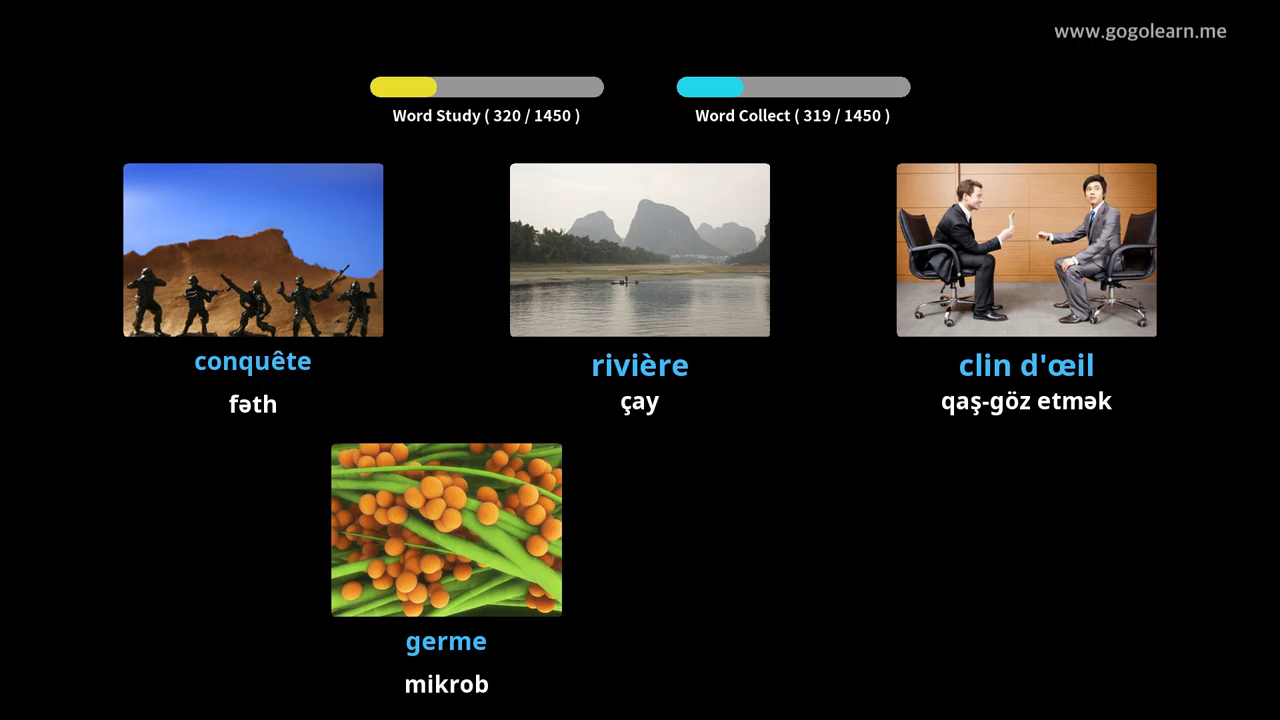 www.gogolearn.me
Word Study ( 320 / 1450 )
Word Collect ( 319 / 1450 )
conquête
fəth
rivière
çay
clin d'œil
qaş-göz etmək
germe
mikrob